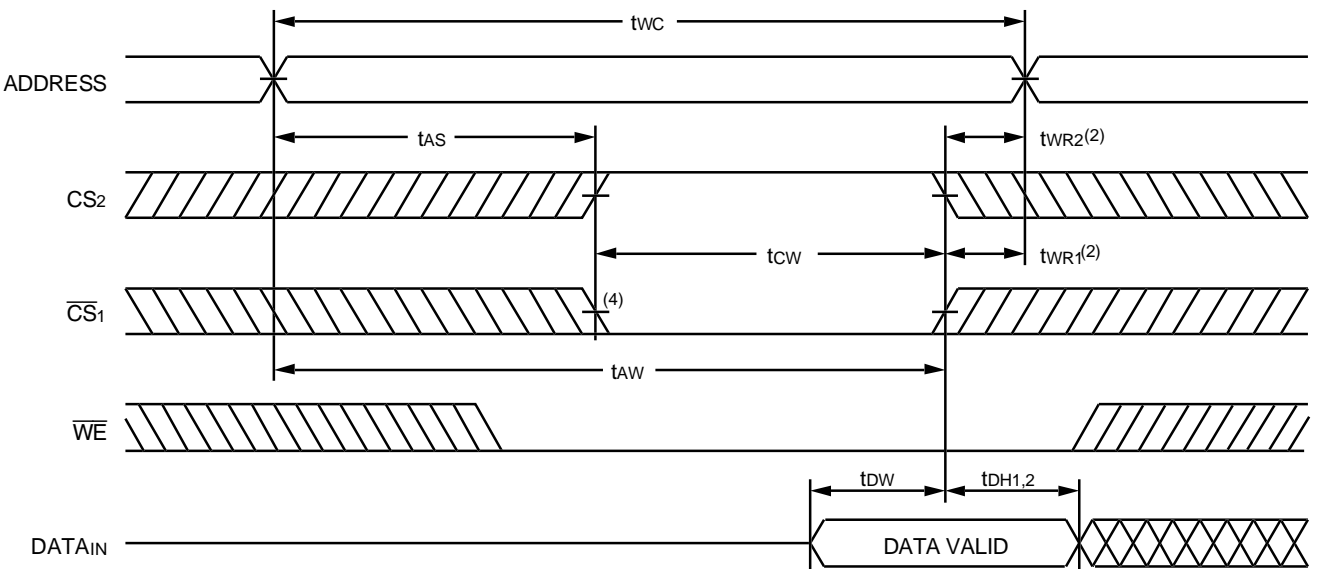 tWC
ADDRESS
tAS
tWR2(2)
CS2
tCW
tWR1(2)
CS1
(4)
tAW
WE
tDW
tDH1,2
DATAIN
DATA VALID